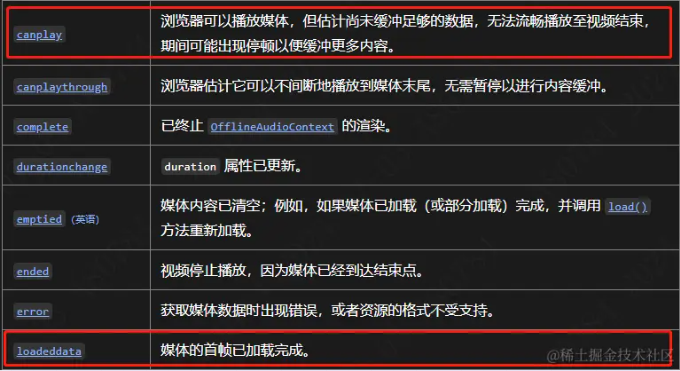 canplay
浏览器可以播放媒体，但估计尚未缓冲足够的数据，无法流畅播放至视频结束，
期间可能出现停顿以便缓冲更多内容。
canplaythrough
浏览器估计它可以不间断地播放到媒体末尾，无需暂停以进行内容缓冲。
complete
已终止 OfflineAudioContext 的渲染。
durationchange
duration 属性已更新。
emptied（英语）
媒体内容已清空；例如，如果媒体已加载（或部分加载）完成，并调用 load()
方法重新加载。
ended
视频停止播放，因为媒体已经到达结束点。
error
获取媒体数据时出现错误，或者资源的格式不受支持。
loadeddata
媒体的首帧已加载完成。
@稀土掘金技术社区